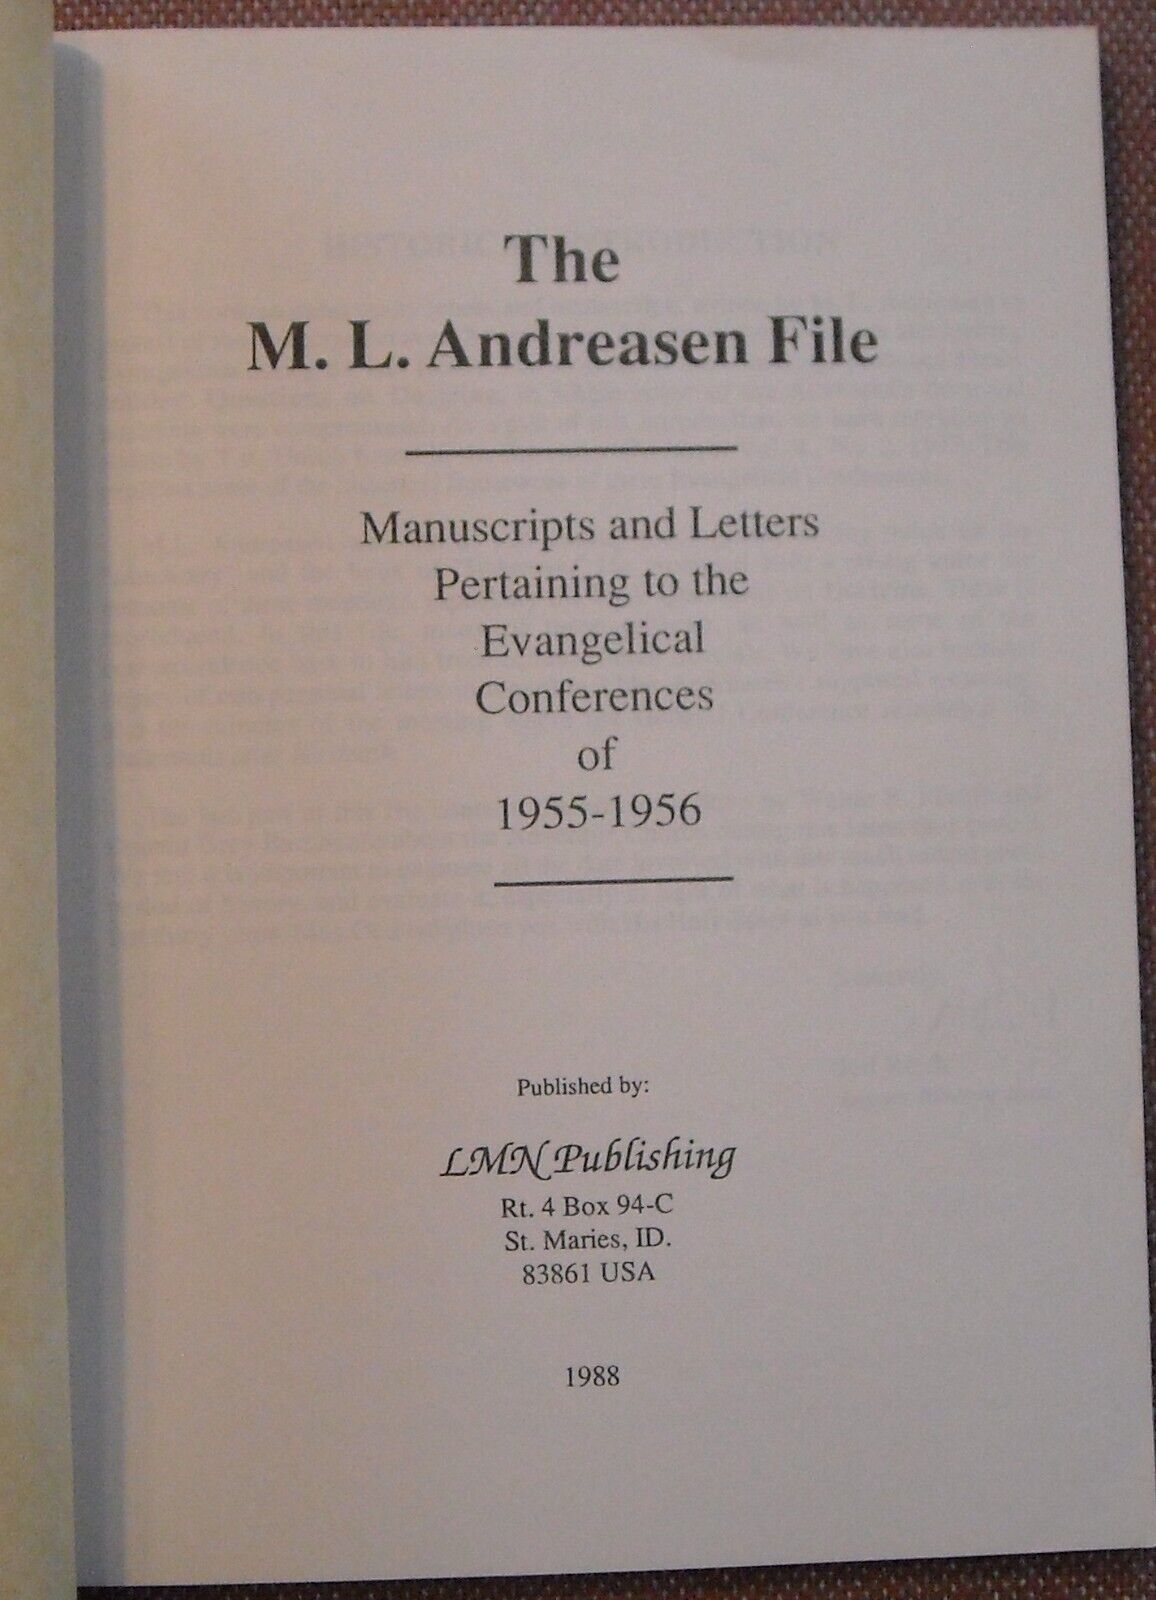 The
M. L. Andreasen File
Manuscripts and Letters
Pertaining to the
Evangelical
Conferences
of
1955-1956
Published by:
LMN Publishing
Rt. 4 Box 94-C
St. Maries, ID.
83861 USA
1988